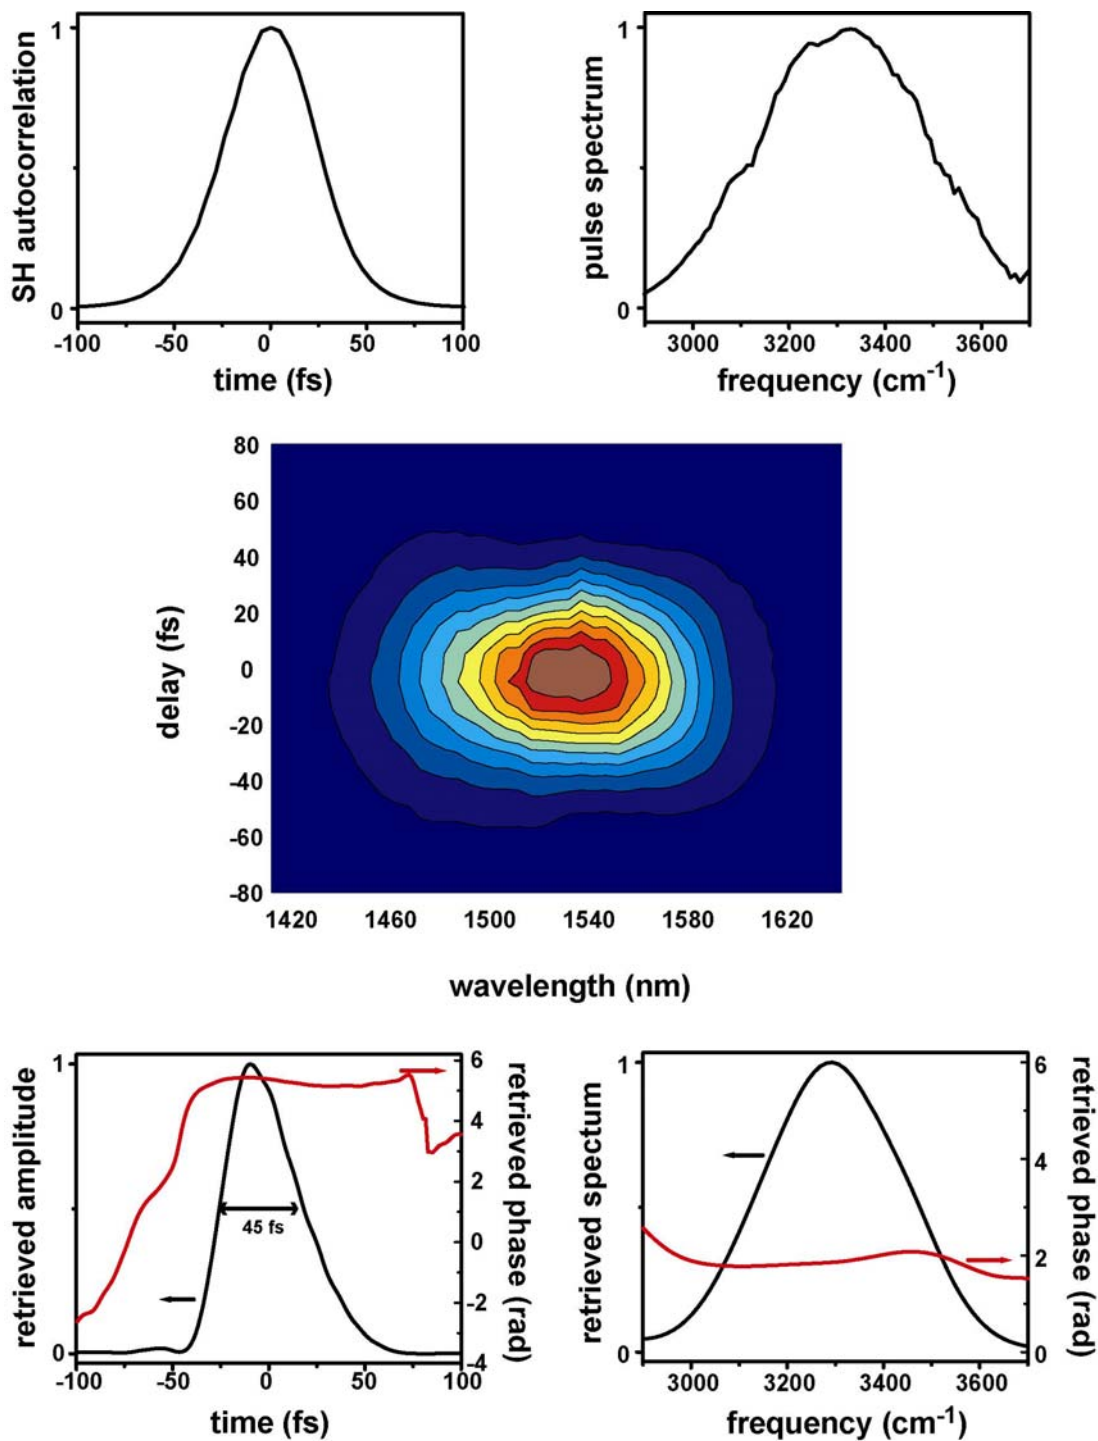 SH autocorrelation
1
0
-100 -50 0 50 100
time (fs)
pulse spectrum
1
0
3000 3200 3400 3600
frequency (cm-1)
delay (fs)
80
60
40
20
0
-20
-40
-60
-80
1420 1460 1500 1540 1580 1620
wavelength (nm)
retrieved amplitude
1
0
45 fs
6
4
2
0
-2
-4
retrieved phase (rad)
-100 -50 0 50 100
time (fs)
retrieved spectum
1
0
6
4
2
0
retrieved phase (rad)
3000 3200 3400 3600
frequency (cm-1)